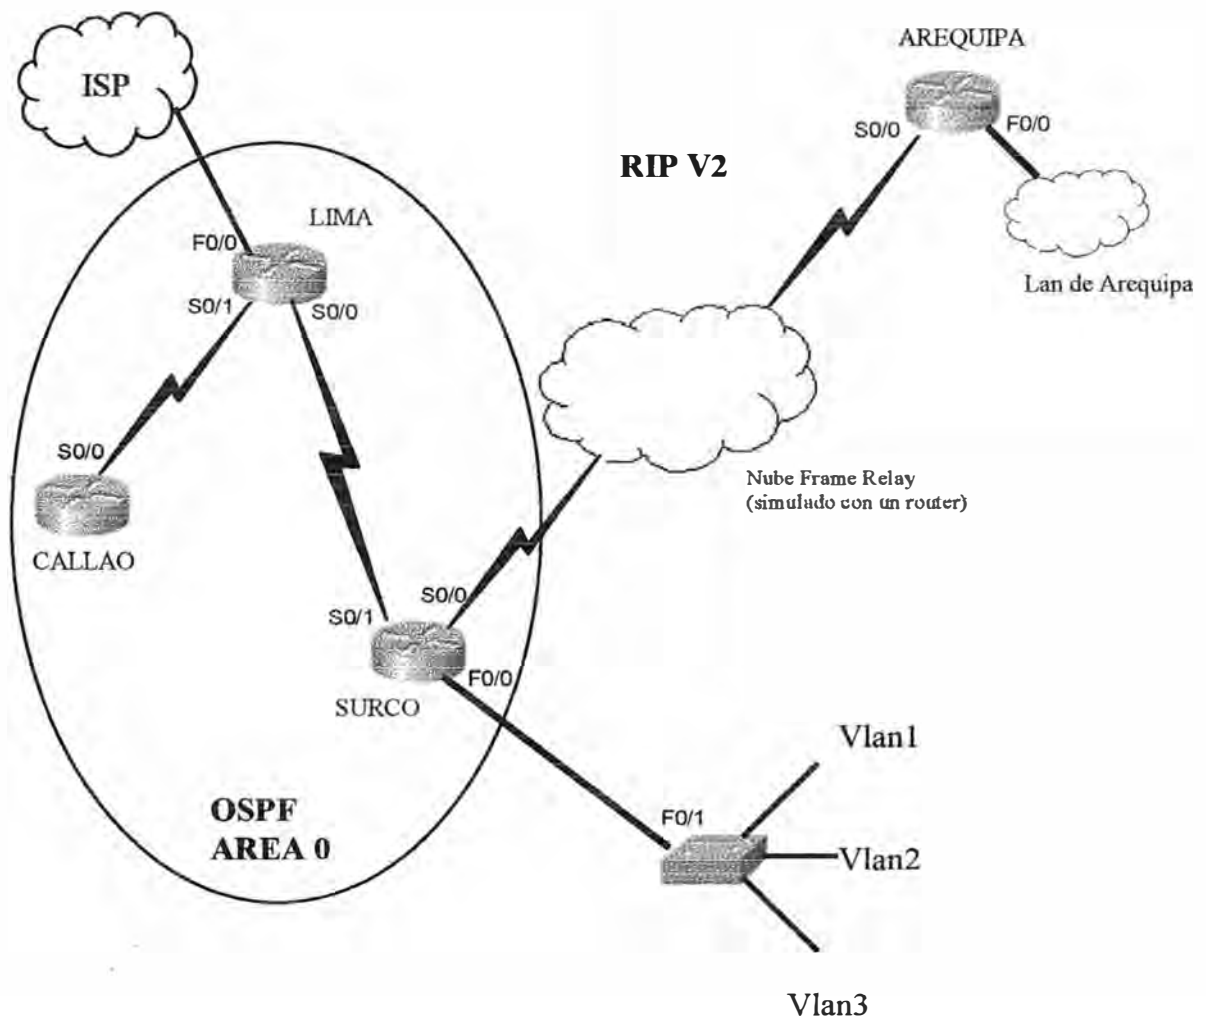 AREQUIPA
ISP
S0/0
F0/0
RIP V2
LIMA
F0/0
Lan de Arequipa
S0/1
S0/0
S0/0
Nube Frame Relay
(simulado con un router)
CALLAO
S0/1
S0/0
F0/0
SURCO
Vlan1
OSPF
AREA 0
F0/1
Vlan2
Vlan3